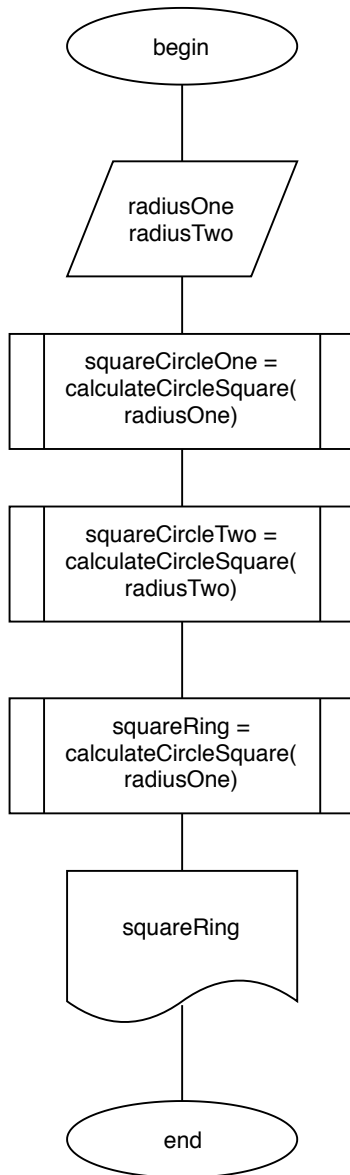 begin
radiusOne
radiusTwo
squareCircleOne =
calculateCircleSquare(
radiusOne)
squareCircleTwo =
calculateCircleSquare(
radiusTwo)
squareRing =
calculateCircleSquare(
radiusOne)
squareRing
end